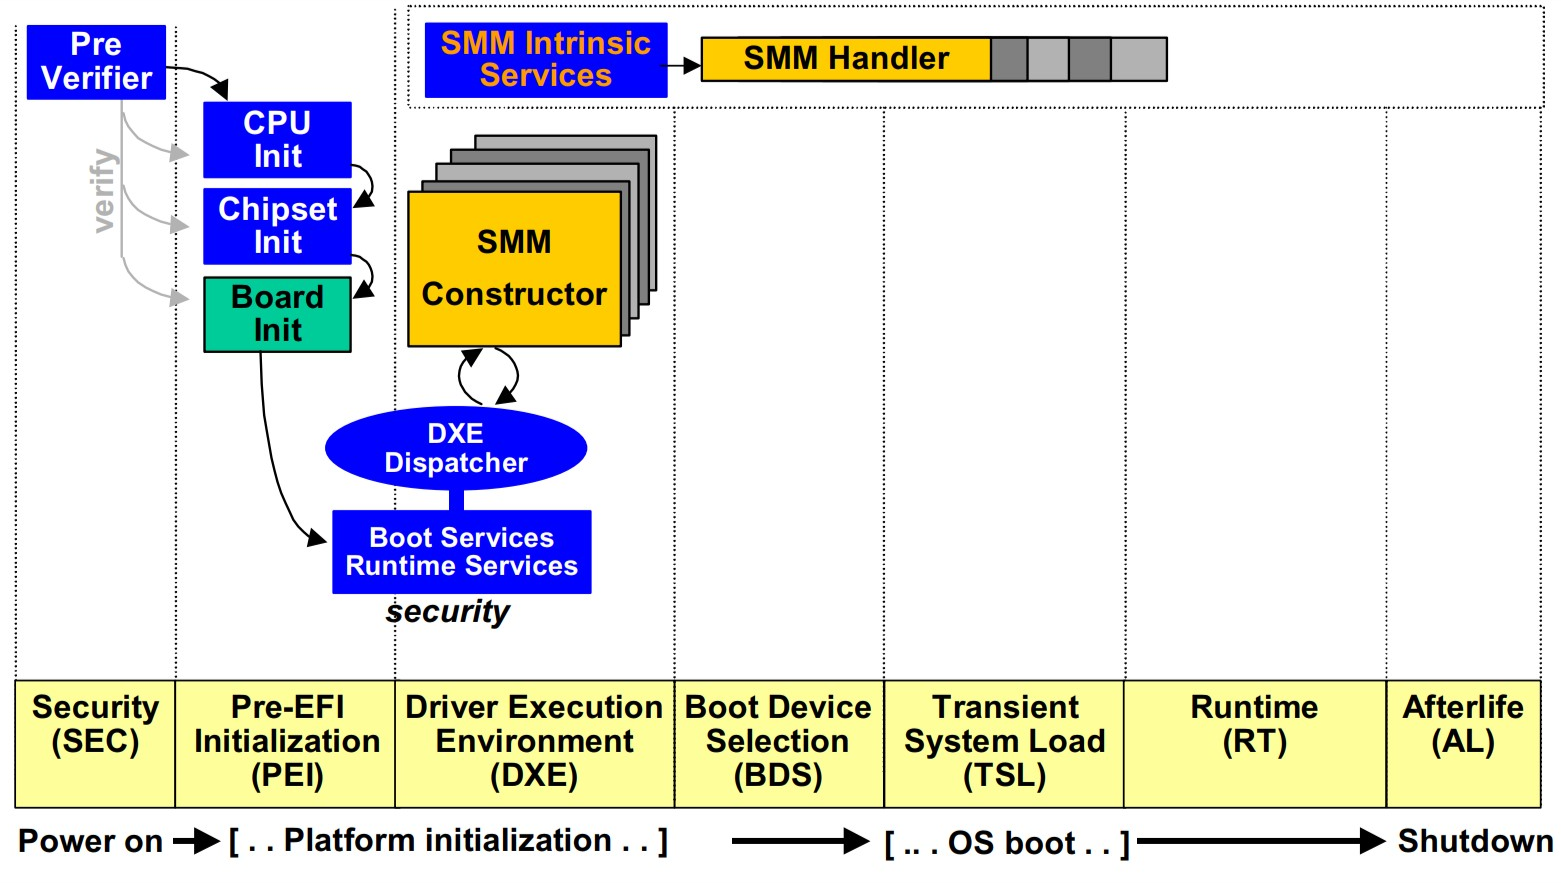 Pre
Verifier
SMM Intrinsic
Services
SMM Handler
CPU
Init
verify
Chipset
Init
Board
Init
SMM
Constructor
DXE
Dispatcher
Boot Services
Runtime Services
security
Security
(SEC)
Pre-EFI
Initialization
(PEI)
Driver Execution
Environment
(DXE)
Boot Device
Selection
(BDS)
Transient
System Load
(TSL)
Runtime
(RT)
Afterlife
(AL)
Power on [ . . Platform initialization . . ] [ .. . OS boot . . ] Shutdown